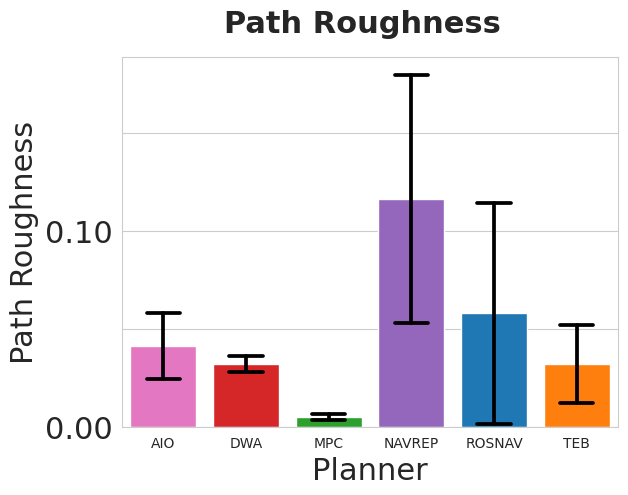 Path Roughness
Path Roughness
0.10
0.00
AIO DWA MPC NAVREP ROSNAV TEB
Planner